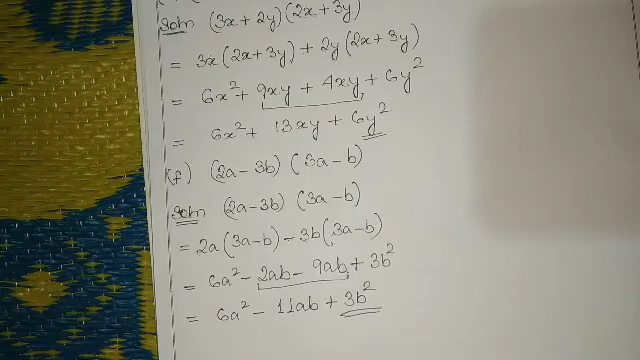 Soln (3x + 2y) (2x + 3y)
= 3x (2x + 3y) + 2y (2x + 3y)
= 6x² + 9xy + 4xy + 6y²
= 6x² + 13xy + 6y²
(f) (2a - 3b) (3a - b)
Soln (2a - 3b) (3a - b)
= 2a (3a - b) - 3b (3a - b)
= 6a² - 2ab - 9ab + 3b²
= 6a² - 11ab + 3b²